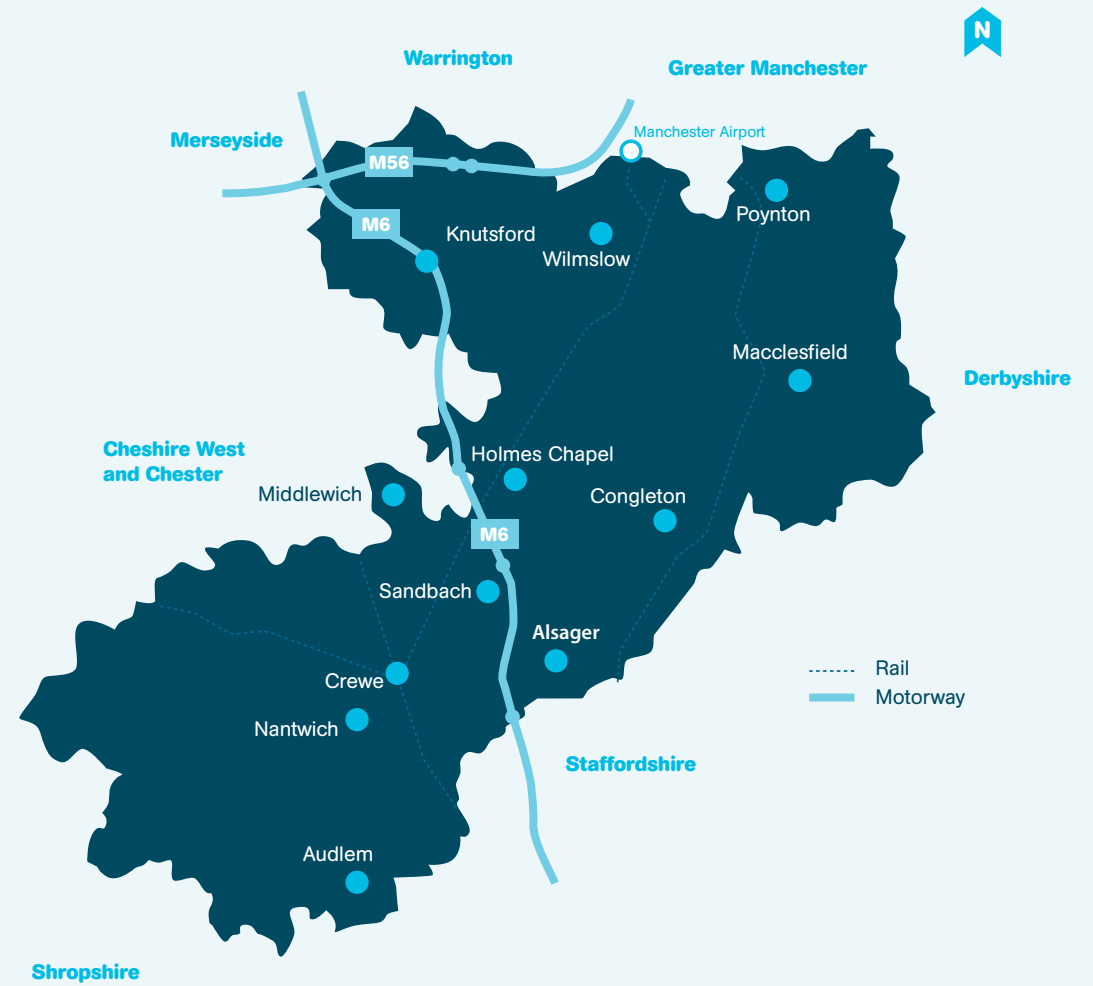 N
Warrington
Greater Manchester
Manchester Airport
Merseyside
M56
M6
Knutsford
Poynton
Wilmslow
Macclesfield
Derbyshire
Cheshire West
and Chester
Holmes Chapel
Middlewich
Congleton
M6
Sandbach
Alsager
Rail
Crewe
Motorway
Nantwich
Staffordshire
Audlem
Shropshire